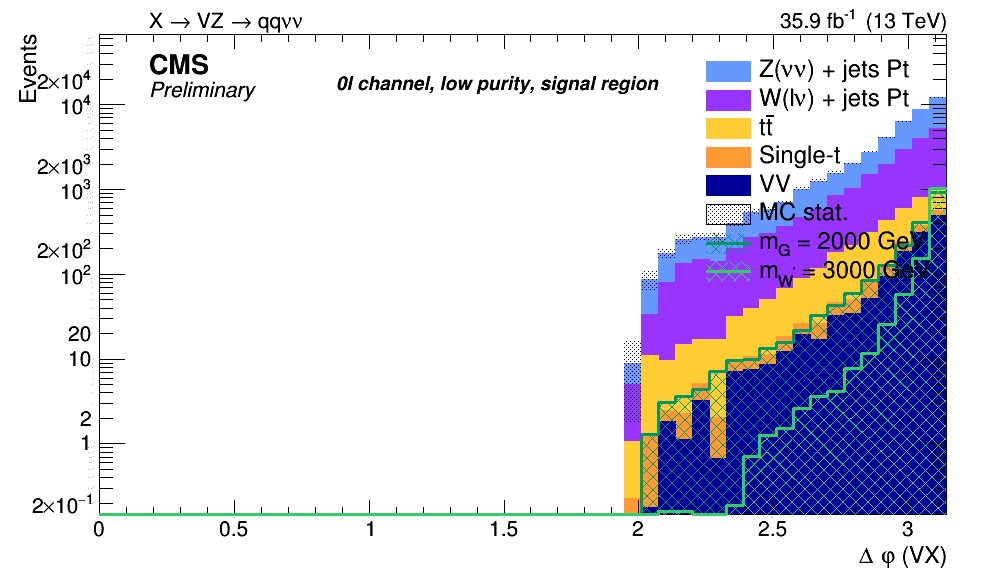 X → VZ → qqνν
35.9 fb⁻¹ (13 TeV)
Events
CMS
Preliminary
0l channel, low purity, signal region
Z(νν) + jets Pt
W(lν) + jets Pt
tt̄
Single-t
VV
MC stat.
m_G = 2000 GeV
m_W' = 3000 GeV
2×10⁴
10⁴
2×10³
10³
2×10²
10²
20
10
2
1
2×10⁻¹
0 0.5 1 1.5 2 2.5 3
Δ φ (VX)